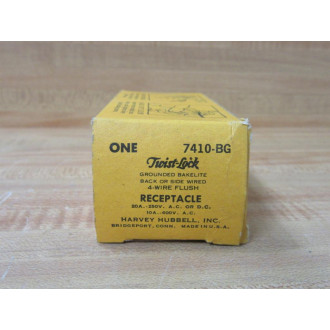 ONE 7410-BG
Twist-Lock
GROUNDED BAKELITE
BACK OR SIDE WIRED
4-WIRE FLUSH
RECEPTACLE
20A.-250V. A.C. OR D.C.
10A.-600V. A.C.
HARVEY HUBBELL, INC.
BRIDGEPORT, CONN. MADE IN U.S.A.